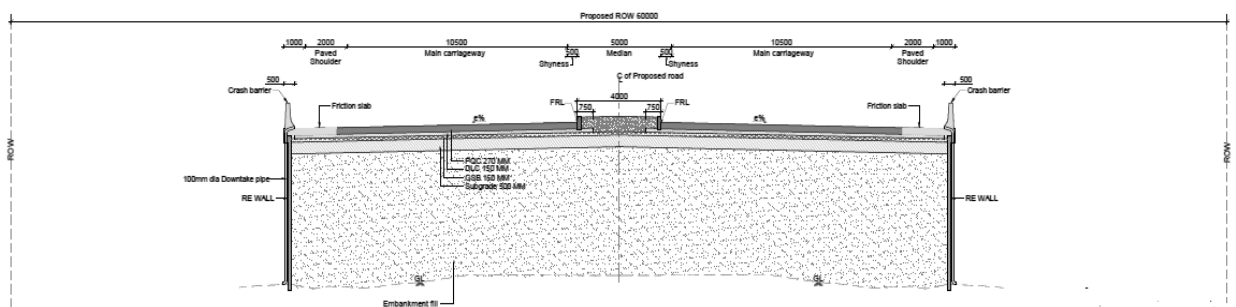 Proposed ROW 60000
1000 2000 10500 5000 10500 2000 1000
Paved Shoulder Main carriageway 500 Median 500 Main carriageway Paved Shoulder
Shyness Shyness
500 C of Proposed road 500
Crash barrier 4000 Crash barrier
Friction slab FRL 750 750 FRL Friction slab
ROW ROW
PQC 270 MM
DLC 150 MM
GSB 150 MM
Subgrade 500 MM
100mm dia Downtake pipe
RE WALL RE WALL
GL GL
Embankment fill